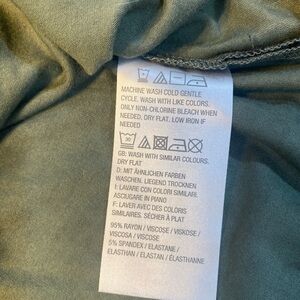 MACHINE WASH COLD GENTLE
CYCLE. WASH WITH LIKE COLORS.
ONLY NON-CHLORINE BLEACH WHEN
NEEDED, DRY FLAT. LOW IRON IF
NEEDED
30
GB: WASH WITH SIMILAR COLOURS.
DRY FLAT
D: MIT ÄHNLICHEN FARBEN
WASCHEN. LIEGEND TROCKNEN
I: LAVARE CON COLORI SIMILAR.
ASCIUGARE IN PIANO
F: LAVER AVEC DES COLORIS
SIMILAIRES. SÉCHER À PLAT
95% RAYON / VISCOSE / VISKOSE /
VISCOSA / VISCOSE
5% SPANDEX / ELASTANE /
ELASTHAN / ELASTAN / ÉLASTHANNE